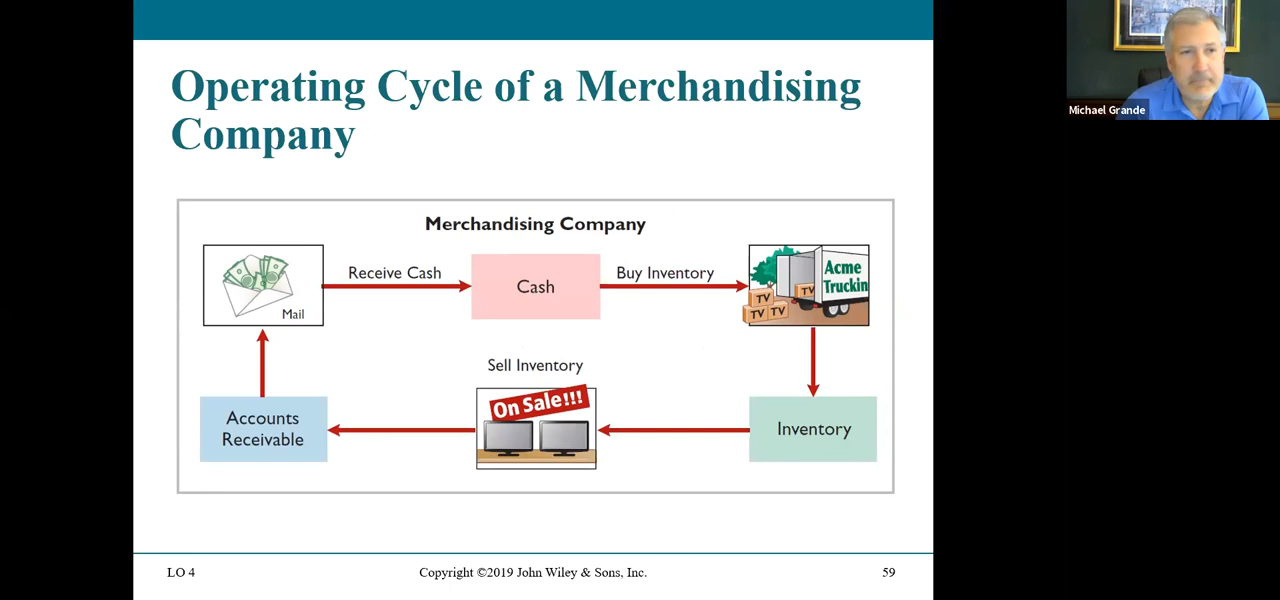 Operating Cycle of a Merchandising
Company
Michael Grande
Merchandising Company
Mail
Receive Cash
Cash
Buy Inventory
Acme
Truckin
TV
TV
TV TV
Sell Inventory
On Sale!!!
Accounts
Receivable
Inventory
LO 4
Copyright ©2019 John Wiley & Sons, Inc.
59